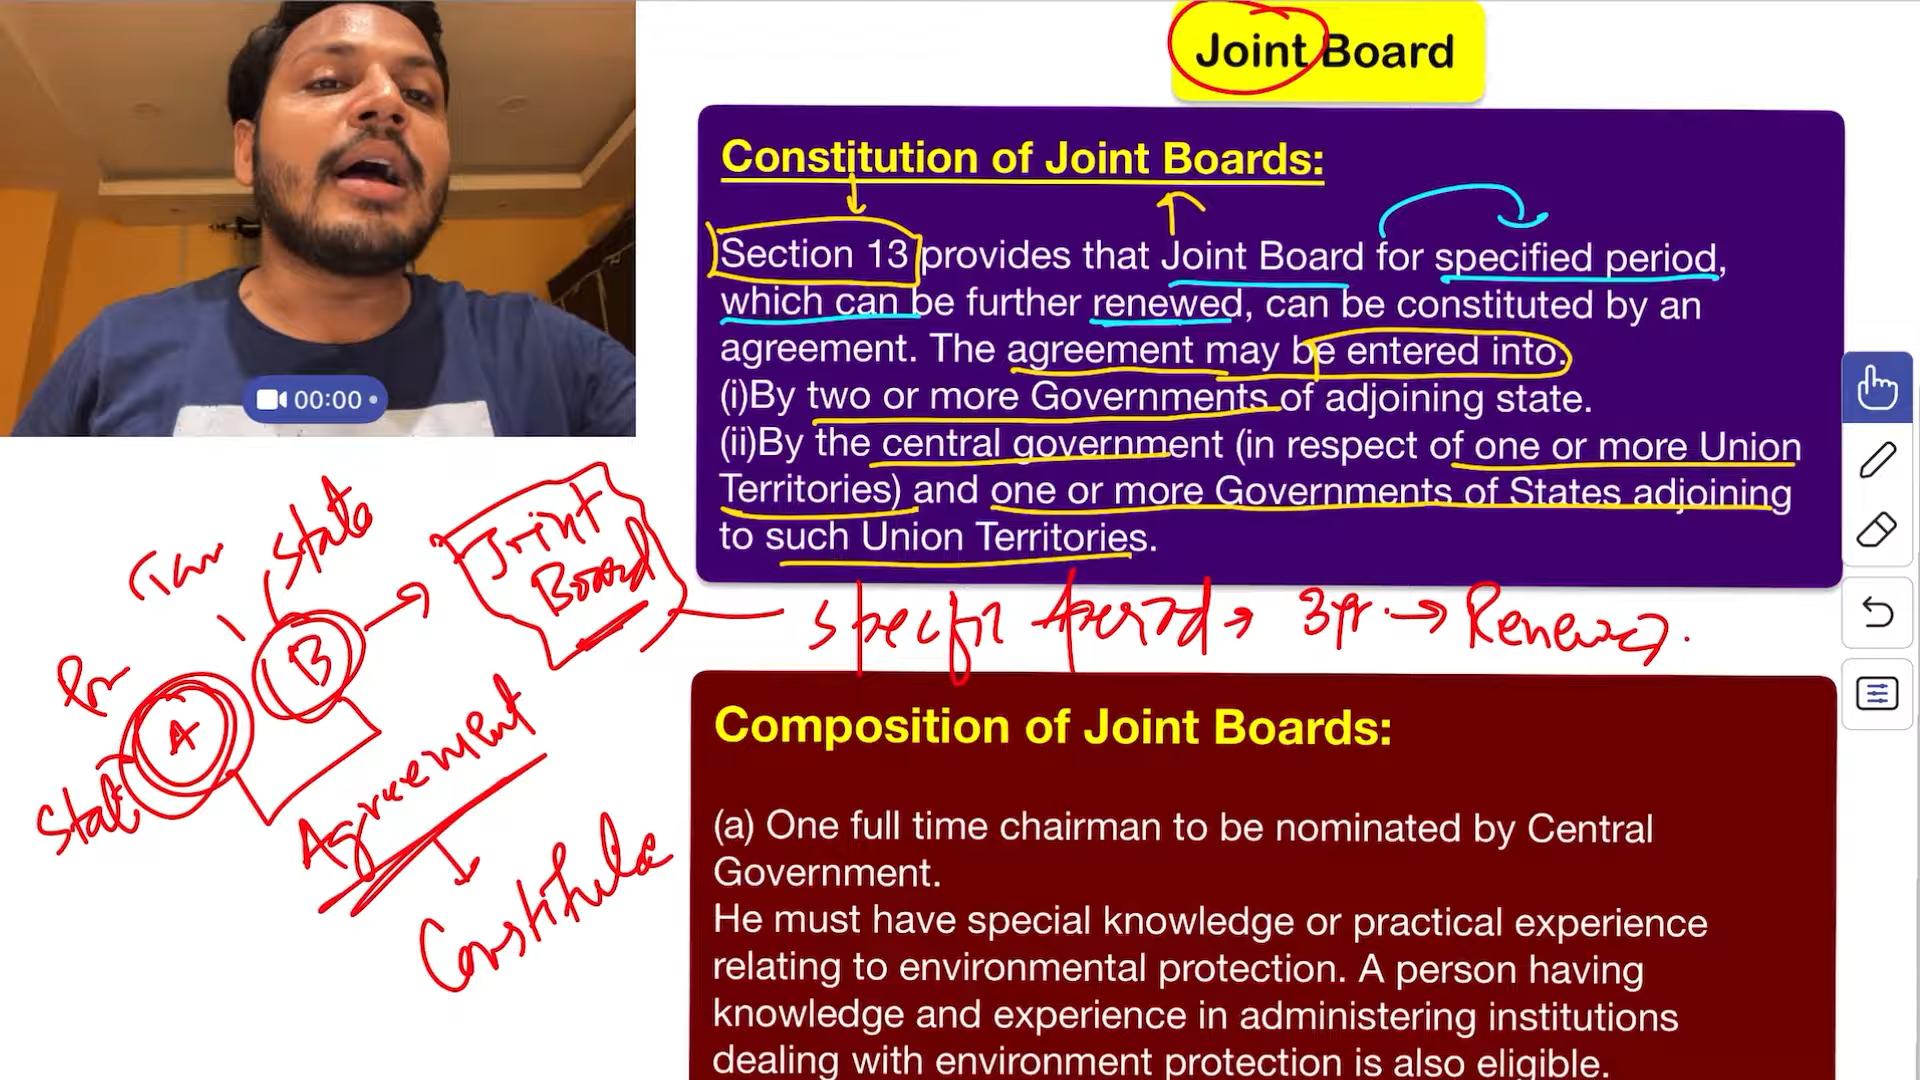 Joint Board
Constitution of Joint Boards:
Section 13 provides that Joint Board for specified period,
which can be further renewed, can be constituted by an
agreement. The agreement may be entered into.
(i)By two or more Governments of adjoining state.
(ii)By the central government (in respect of one or more Union
Territories) and one or more Governments of States adjoining
to such Union Territories.
00:00
State
Joint
Board
B
A
State
Agreement
Constitute
3yr. → Renewed.
Composition of Joint Boards:
(a) One full time chairman to be nominated by Central
Government.
He must have special knowledge or practical experience
relating to environmental protection. A person having
knowledge and experience in administering institutions
dealing with environment protection is also eligible.